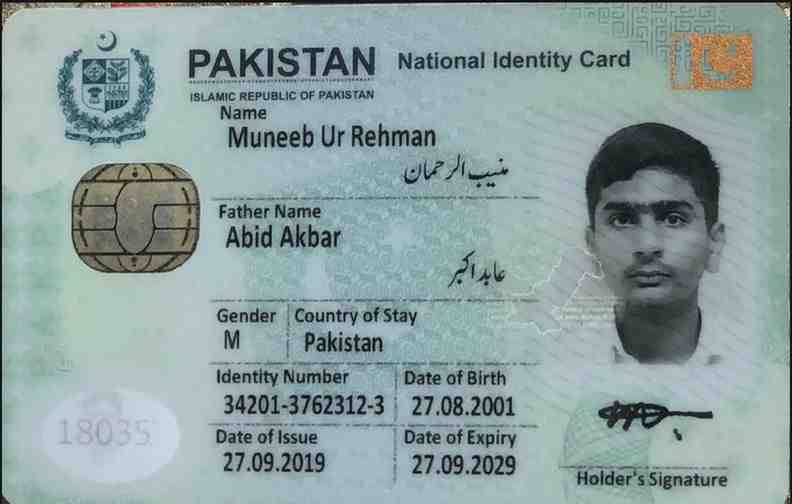 PAKISTAN National Identity Card
ISLAMIC REPUBLIC OF PAKISTAN
Name
Muneeb Ur Rehman
منیب الرحمان
Father Name
Abid Akbar
عابد اکبر
Gender Country of Stay
M Pakistan
Identity Number Date of Birth
34201-3762312-3 27.08.2001
Date of Issue Date of Expiry
27.09.2019 27.09.2029
18035
Holder's Signature